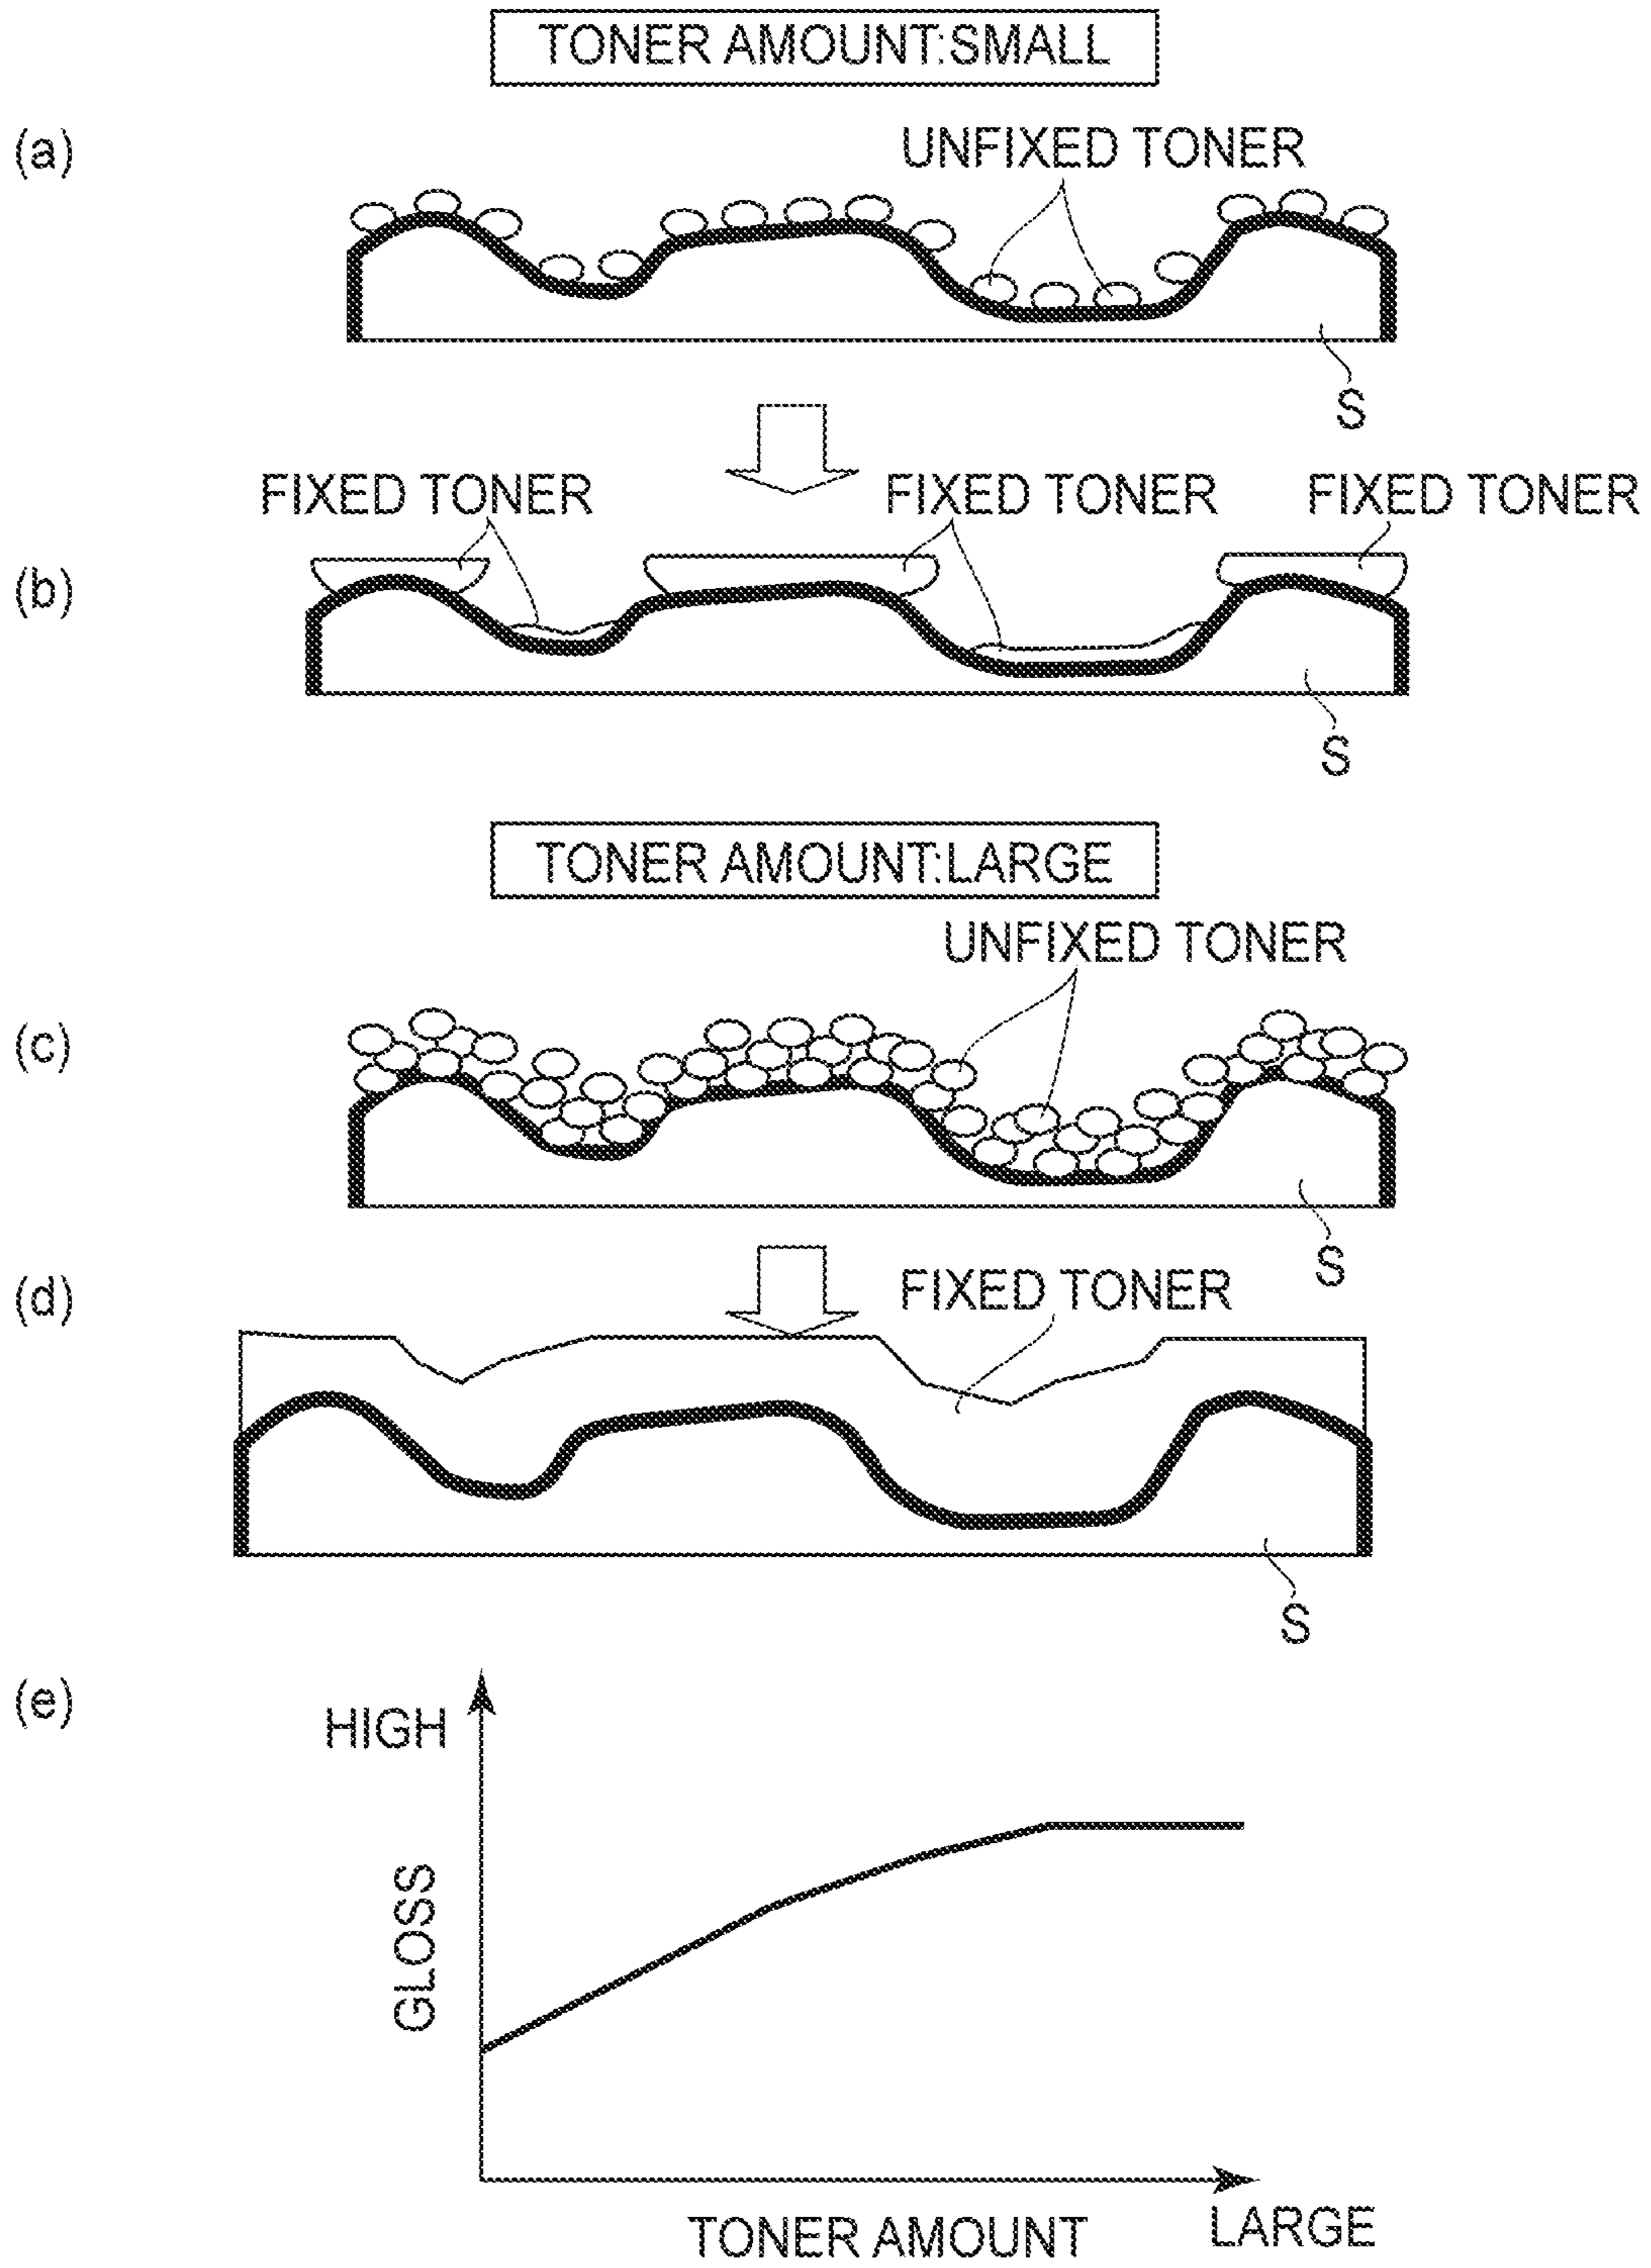 TONER AMOUNT:SMALL
(a)
UNFIXED TONER
S
FIXED TONER
FIXED TONER
FIXED TONER
(b)
S
TONER AMOUNT:LARGE
UNFIXED TONER
(c)
S
(d)
FIXED TONER
S
(e)
HIGH
GLOSS
TONER AMOUNT
LARGE